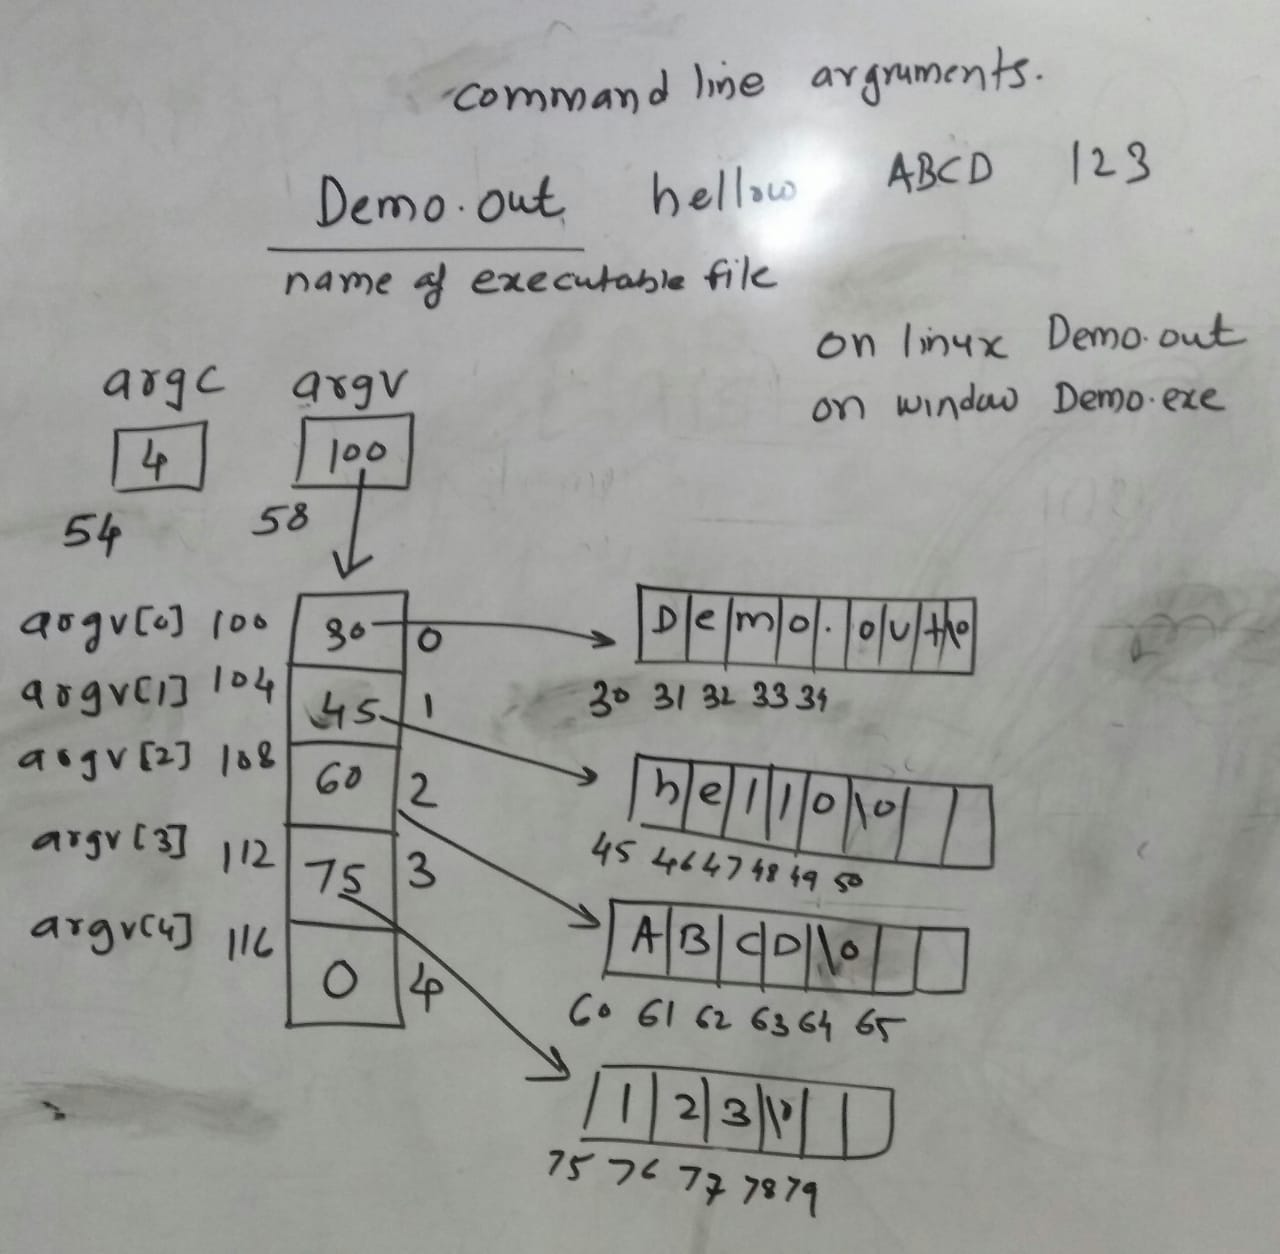 command line argruments.
Demo.out hellow ABCD 123
name of executable file
on linux Demo.out
on window Demo.exe
argc argv
4 100
54 58
argv[0] 100 30 0 D e m o . o u t \0
30 31 32 33 34
argv[1] 104 45 1
argv[2] 108 60 2 h e l l o \0
45 46 47 48 49 50
argv[3] 112 75 3
argv[4] 116 0 4 A B C D \0
60 61 62 63 64 65
1 2 3 \0
75 76 77 78 79